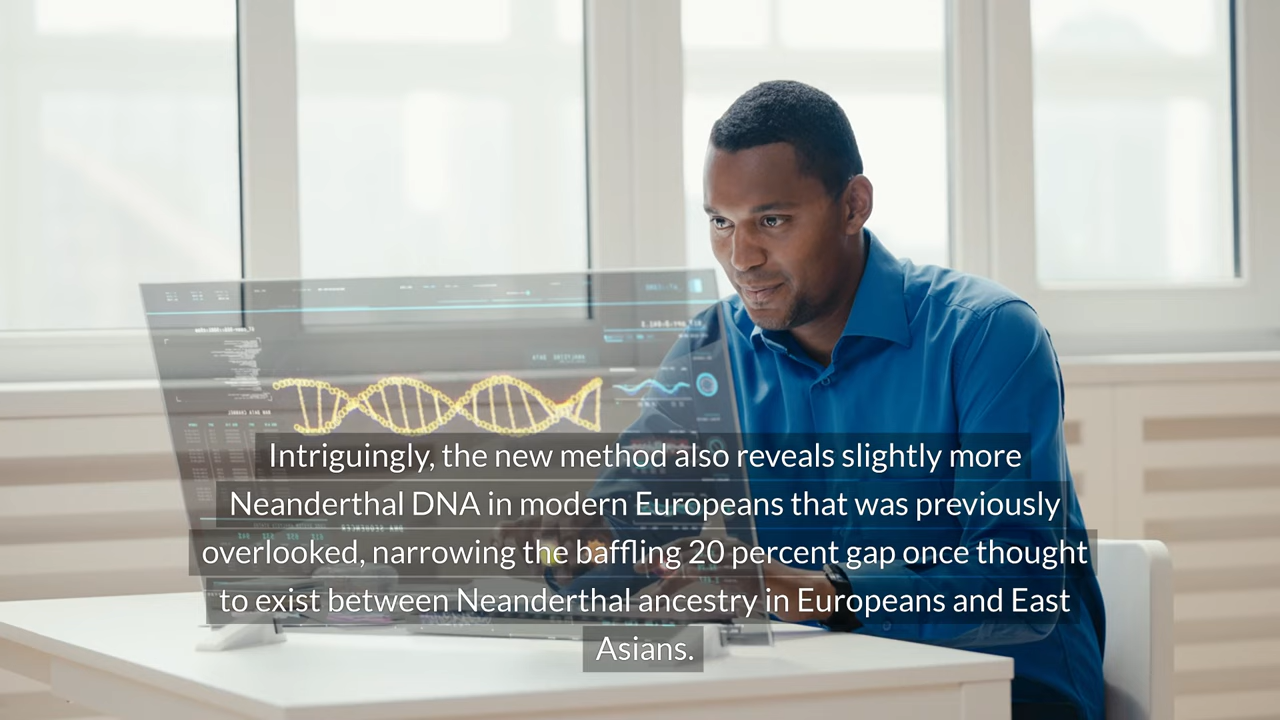 Intriguingly, the new method also reveals slightly more
Neanderthal DNA in modern Europeans that was previously
overlooked, narrowing the baffling 20 percent gap once thought
to exist between Neanderthal ancestry in Europeans and East
Asians.